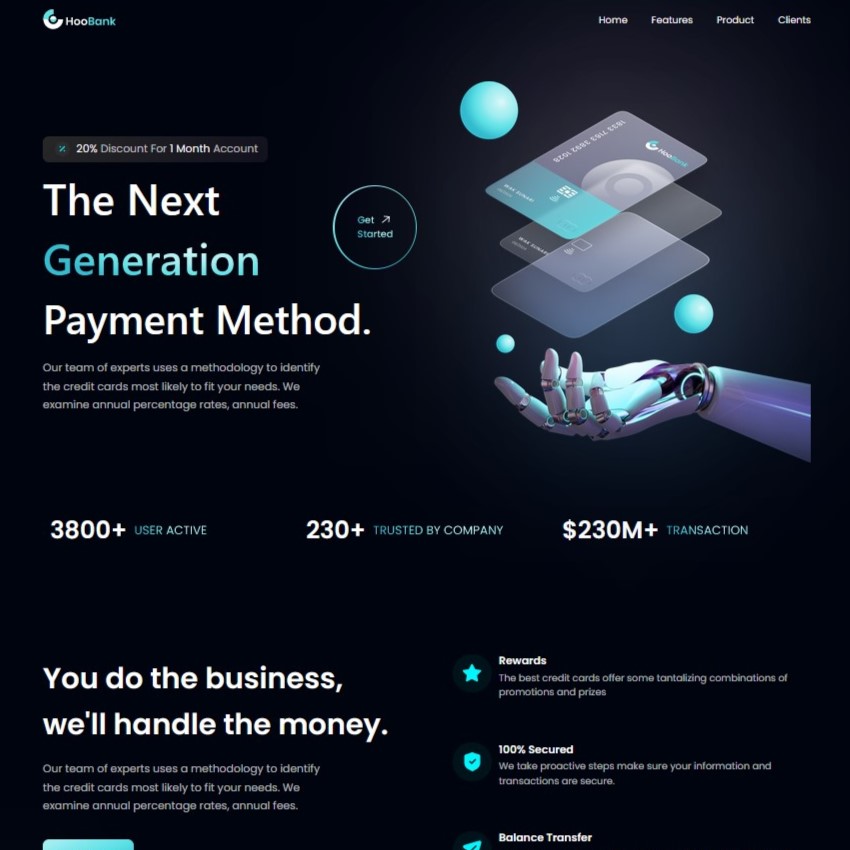 HooBank
Home Features Product Clients
20% Discount For 1 Month Account
The Next
Generation
Payment Method.
Get
Started
Our team of experts uses a methodology to identify
the credit cards most likely to fit your needs. We
examine annual percentage rates, annual fees.
HooBank
3800+ USER ACTIVE
230+ TRUSTED BY COMPANY
$230M+ TRANSACTION
You do the business,
we'll handle the money.
Our team of experts uses a methodology to identify
the credit cards most likely to fit your needs. We
examine annual percentage rates, annual fees.
Rewards
The best credit cards offer some tantalizing combinations of
promotions and prizes
100% Secured
We take proactive steps make sure your information and
transactions are secure.
Balance Transfer